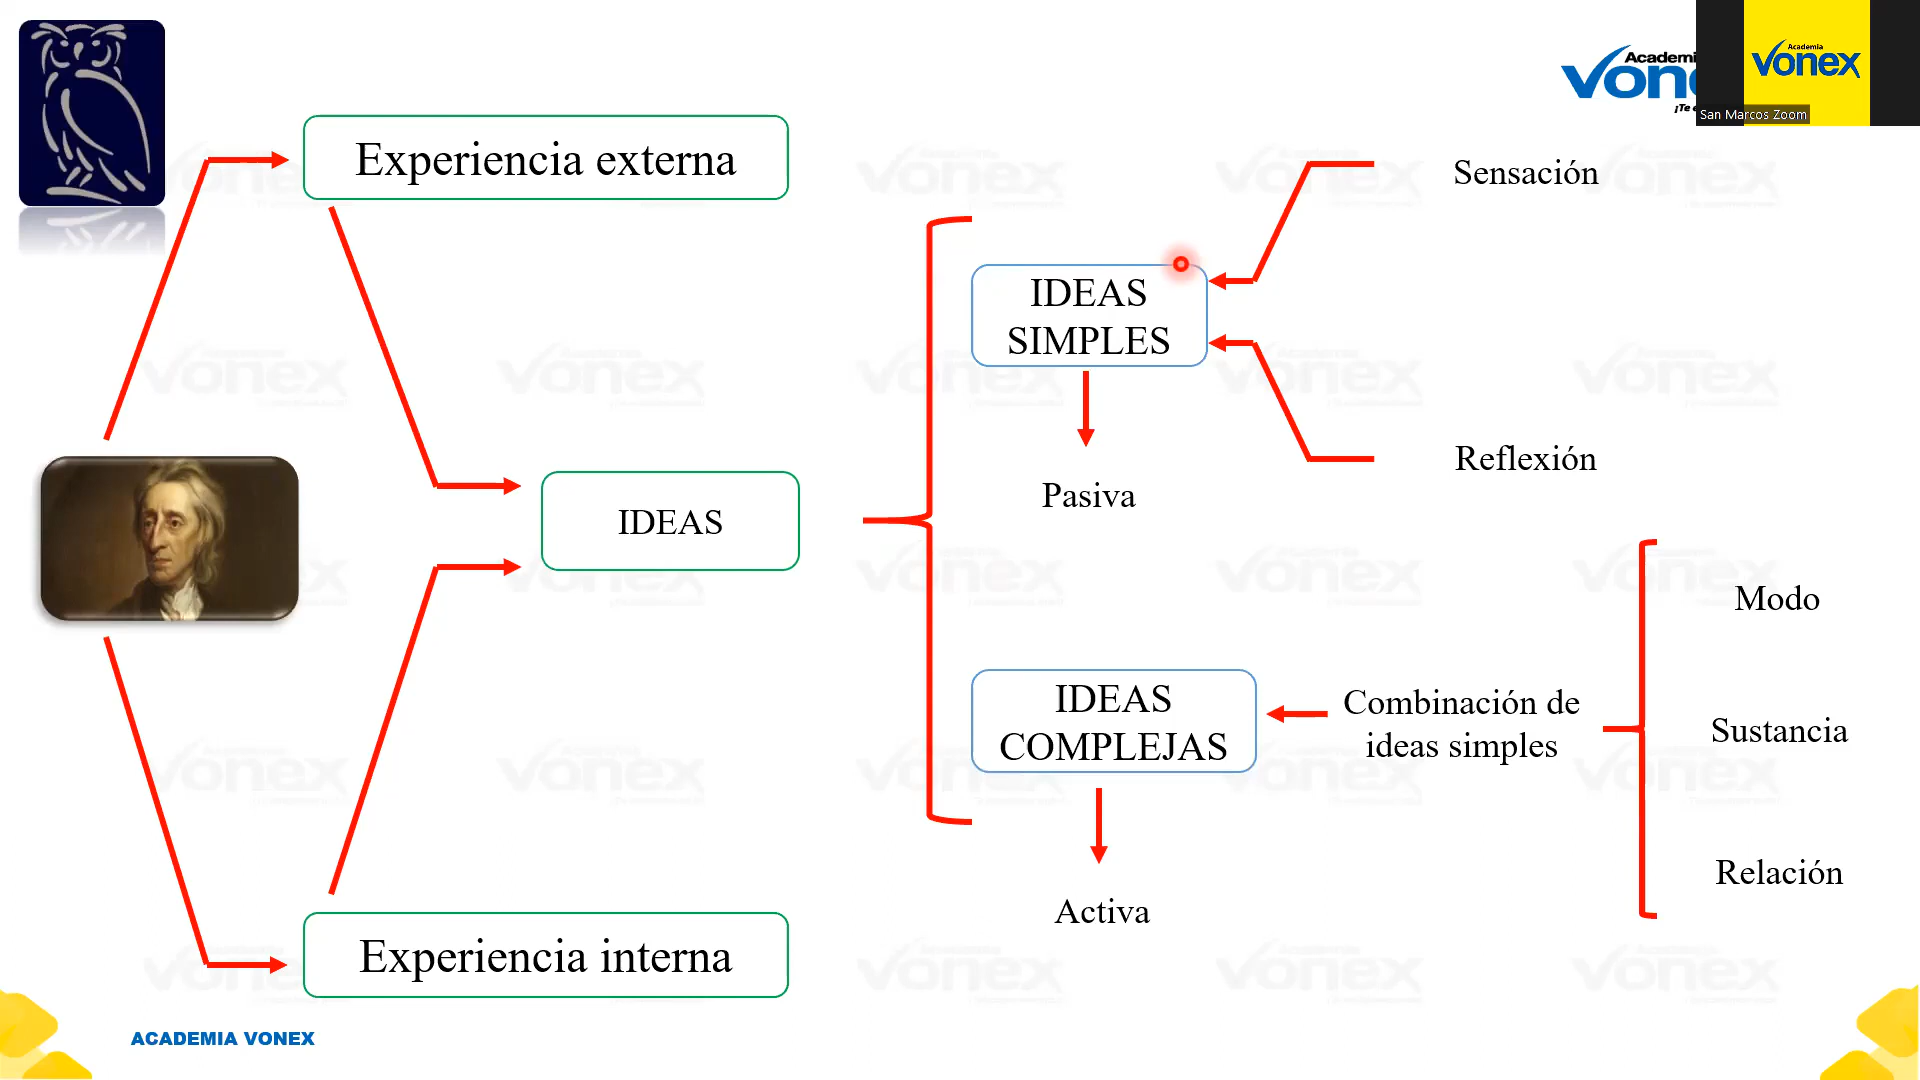 Academia
vonex
San Marcos Zoom
Experiencia externa
Sensación
IDEAS
SIMPLES
Reflexión
Pasiva
IDEAS
Modo
IDEAS
COMPLEJAS
Combinación de
ideas simples
Sustancia
Relación
Activa
Experiencia interna
ACADEMIA VONEX